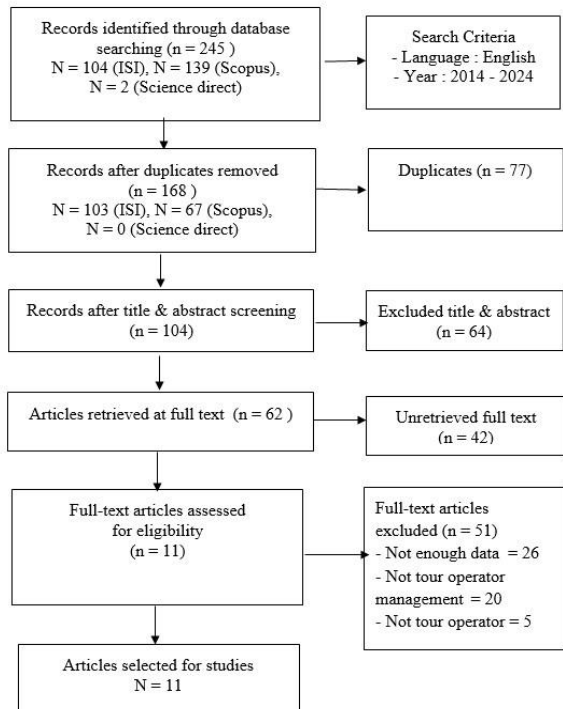 Records identified through database
searching (n = 245 )
N = 104 (ISI), N = 139 (Scopus),
N = 2 (Science direct)
Search Criteria
- Language : English
- Year : 2014 - 2024
Records after duplicates removed
(n = 168 )
N = 103 (ISI), N = 67 (Scopus),
N = 0 (Science direct)
Duplicates (n = 77)
Records after title & abstract screening
(n = 104)
Excluded title & abstract
(n = 64)
Articles retrieved at full text (n = 62 )
Unretrieved full text
(n = 42)
Full-text articles assessed
for eligibility
(n = 11)
Full-text articles
excluded (n = 51)
- Not enough data = 26
- Not tour operator
management = 20
- Not tour operator = 5
Articles selected for studies
N = 11